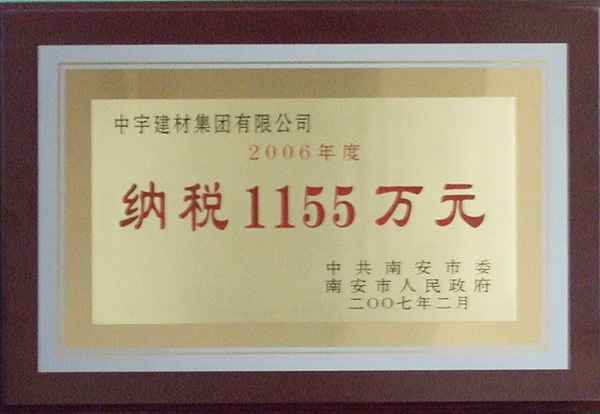 中宇建材集团有限公司
2006年度
纳税1155万元
中共南安市委
南安市人民政府
二〇〇七年二月